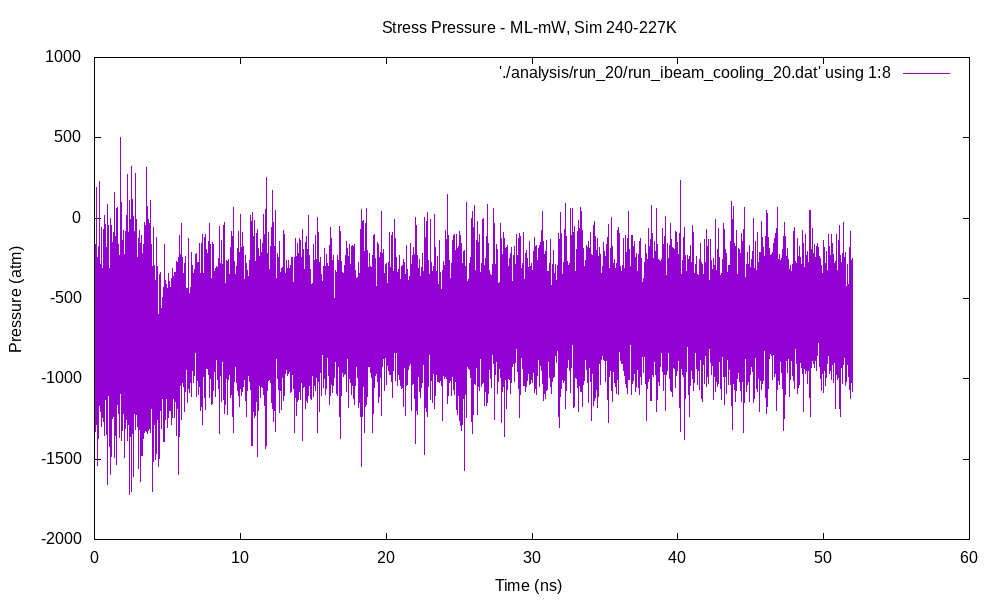 Stress Pressure - ML-mW, Sim 240-227K
'./analysis/run_20/run_ibeam_cooling_20.dat' using 1:8
1000
500
0
-500
-1000
-1500
-2000
Pressure (atm)
0 10 20 30 40 50 60
Time (ns)